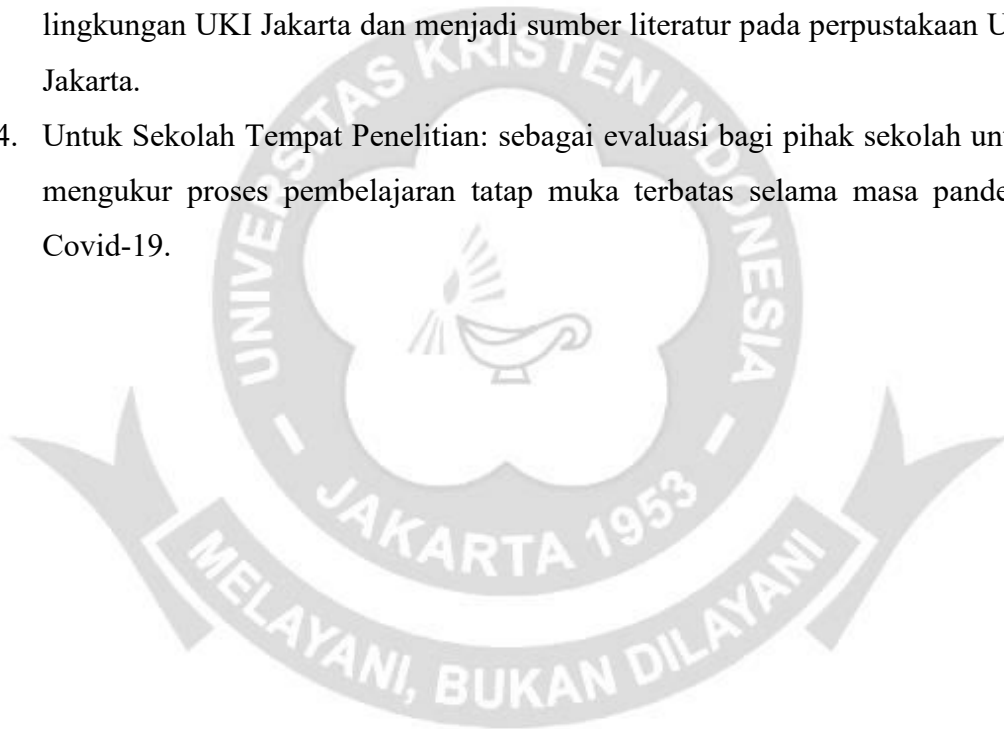 lingkungan UKI Jakarta dan menjadi sumber literatur pada perpustakaan U
Jakarta.
4. Untuk Sekolah Tempat Penelitian: sebagai evaluasi bagi pihak sekolah un
mengukur proses pembelajaran tatap muka terbatas selama masa pande
Covid-19.
UNIVERSITAS KRISTEN INDONESIA
- JAKARTA 1953 -
MELAYANI, BUKAN DILAYANI